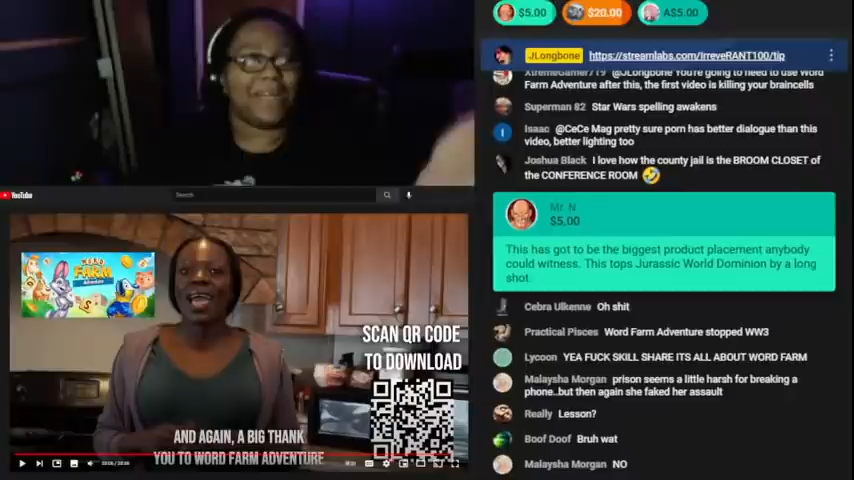 $5.00
$20.00
A$5.00
JLongbone https://streamlabs.com/IrreveRANT100/tip
XtremeGamer719 @JLongbone You're going to need to use Word
Farm Adventure after this, the first video is killing your braincells
Superman 82 Star Wars spelling awakens
Isaac @CeCe Mag pretty sure porn has better dialogue than this
video, better lighting too
Joshua Black I love how the county jail is the BROOM CLOSET of
the CONFERENCE ROOM
Mr. N
$5.00
This has got to be the biggest product placement anybody
could witness. This tops Jurassic World Dominion by a long
shot.
Cebra Ulkenne Oh shit
Practical Pisces Word Farm Adventure stopped WW3
Lycoon YEA FUCK SKILL SHARE ITS ALL ABOUT WORD FARM
Malaysha Morgan prison seems a little harsh for breaking a
phone..but then again she faked her assault
Really Lesson?
Boof Doof Bruh wat
Malaysha Morgan NO
YouTube
Search
WORD
FARM
Adventure
SCAN QR CODE
TO DOWNLOAD
AND AGAIN, A BIG THANK
YOU TO WORD FARM ADVENTURE